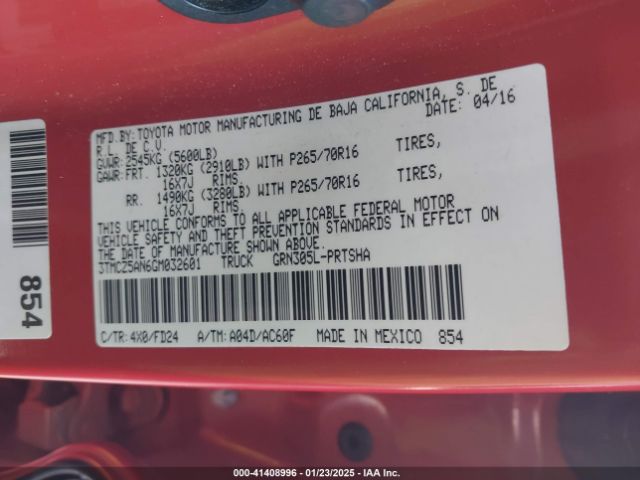 MFD.BY:TOYOTA MOTOR MANUFACTURING DE BAJA CALIFORNIA, S. DE
R.L. DE C.V. DATE: 04/16
GVWR:2545KG (5600LB)
GAWR:FRT. 1320KG (2910LB) WITH P265/70R16 TIRES,
16X7J RIMS.
RR. 1490KG (3280LB) WITH P265/70R16 TIRES,
16X7J RIMS.
THIS VEHICLE CONFORMS TO ALL APPLICABLE FEDERAL MOTOR
VEHICLE SAFETY AND THEFT PREVENTION STANDARDS IN EFFECT ON
THE DATE OF MANUFACTURE SHOWN ABOVE.
3TMCZ5AN6GM032601 TRUCK GRN305L-PRTSHA
C/TR:4X0/FD24 A/TM:A04D/AC60F MADE IN MEXICO 854
854
000-41408996 | 01/23/2025 | IAA Inc.